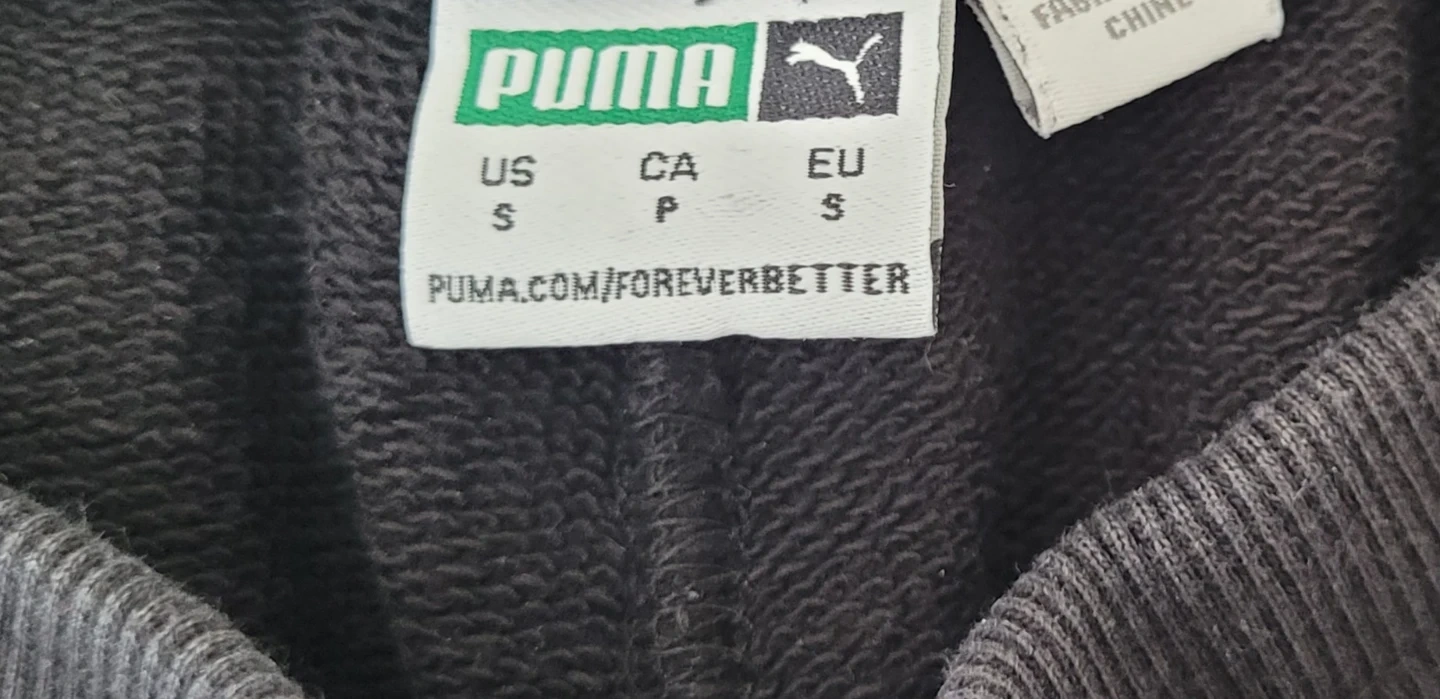 PUMA
US CA EU
S P S
PUMA.COM/FOREVERBETTER
CHINE